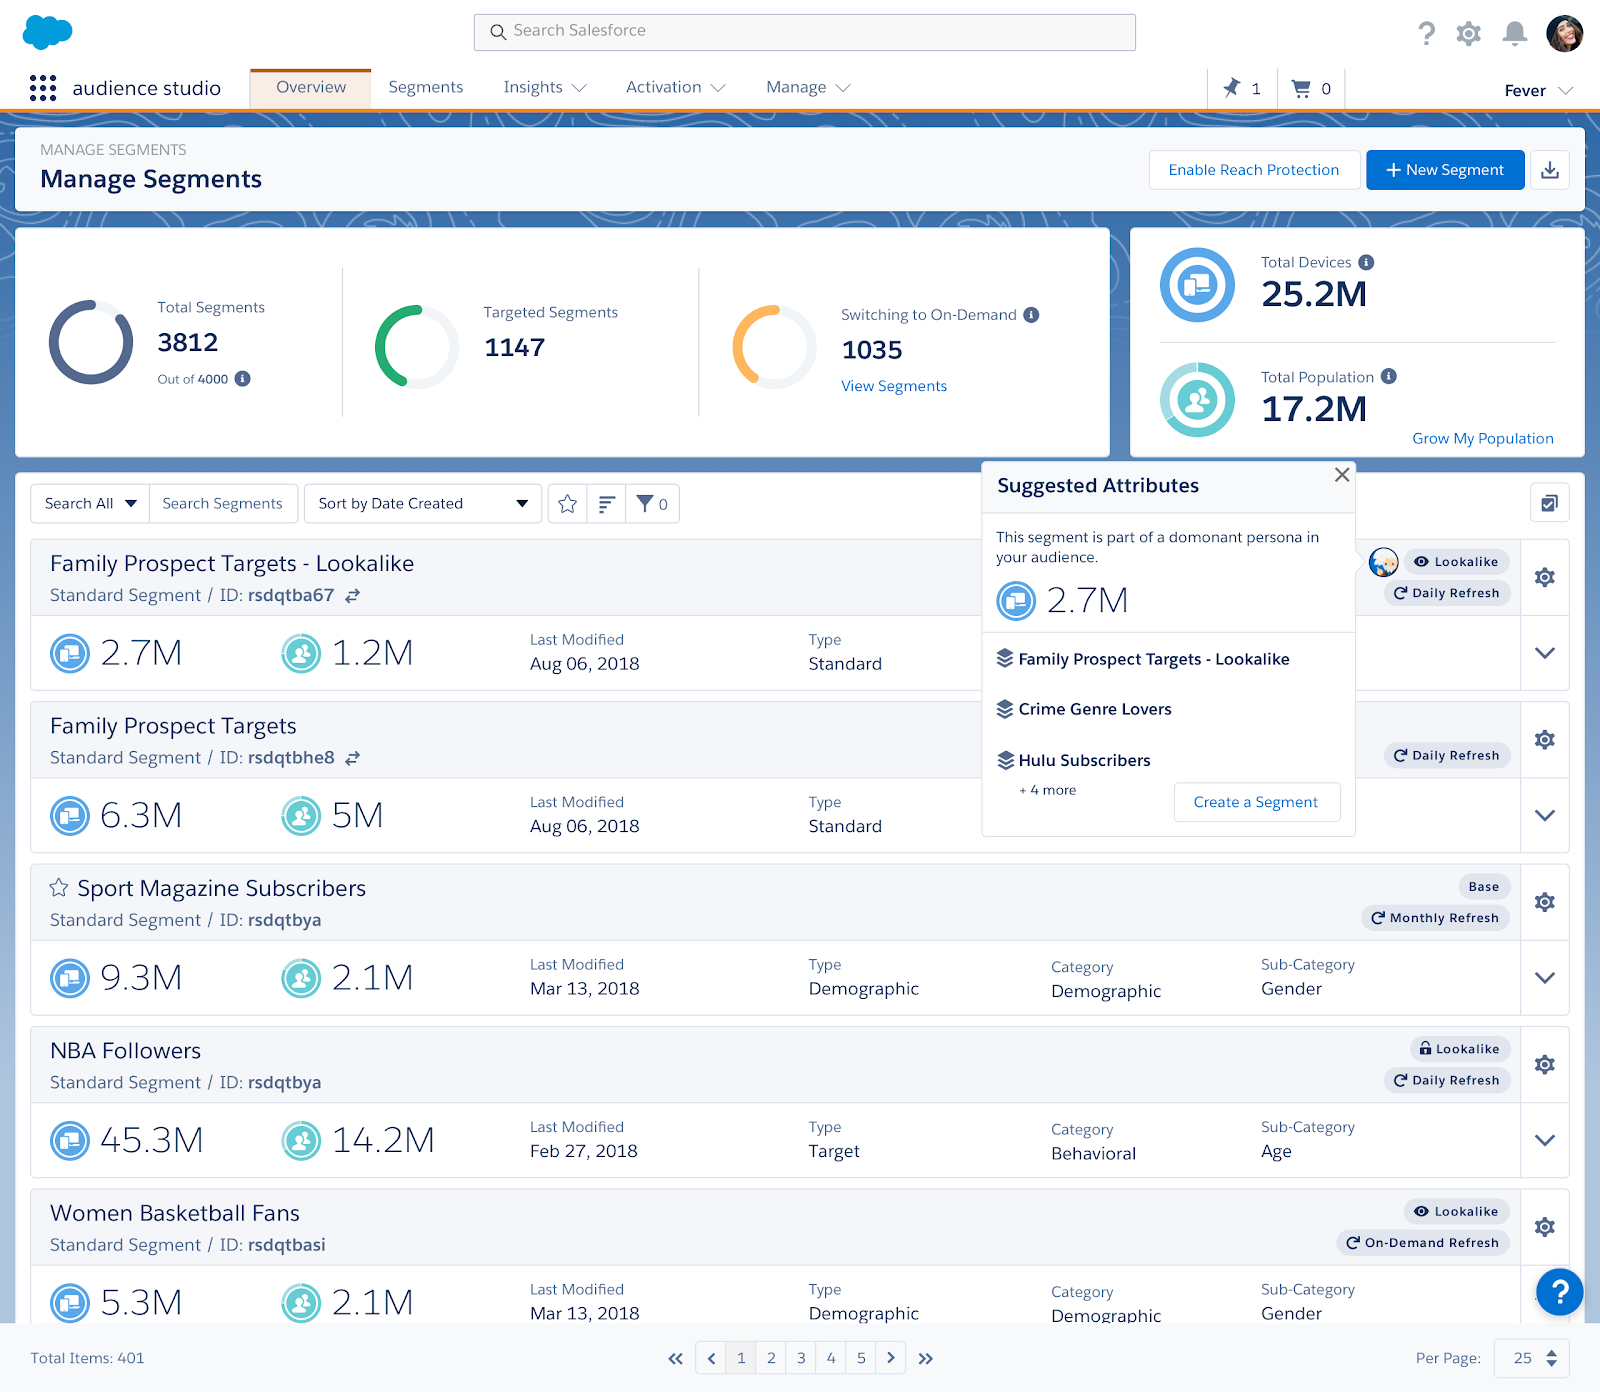 Search Salesforce
audience studio
Overview
Segments
Insights
Activation
Manage
1
0
Fever
MANAGE SEGMENTS
Manage Segments
Enable Reach Protection
+ New Segment
Total Segments
3812
Out of 4000
Targeted Segments
1147
Switching to On-Demand
1035
View Segments
Total Devices
25.2M
Total Population
17.2M
Grow My Population
Search All
Search Segments
Sort by Date Created
0
Suggested Attributes
This segment is part of a domonant persona in
your audience.
2.7M
Family Prospect Targets - Lookalike
Crime Genre Lovers
Hulu Subscribers
+ 4 more
Create a Segment
Family Prospect Targets - Lookalike
Standard Segment / ID: rsdqtba67
Lookalike
Daily Refresh
2.7M
1.2M
Last Modified
Aug 06, 2018
Type
Standard
Family Prospect Targets
Standard Segment / ID: rsdqtbhe8
Daily Refresh
6.3M
5M
Last Modified
Aug 06, 2018
Type
Standard
Sport Magazine Subscribers
Standard Segment / ID: rsdqtbya
Base
Monthly Refresh
9.3M
2.1M
Last Modified
Mar 13, 2018
Type
Demographic
Category
Demographic
Sub-Category
Gender
NBA Followers
Standard Segment / ID: rsdqtbya
Lookalike
Daily Refresh
45.3M
14.2M
Last Modified
Feb 27, 2018
Type
Target
Category
Behavioral
Sub-Category
Age
Women Basketball Fans
Standard Segment / ID: rsdqtbasi
Lookalike
On-Demand Refresh
5.3M
2.1M
Last Modified
Mar 13, 2018
Type
Demographic
Category
Demographic
Sub-Category
Gender
?
Total Items: 401
1
2
3
4
5
Per Page:
25